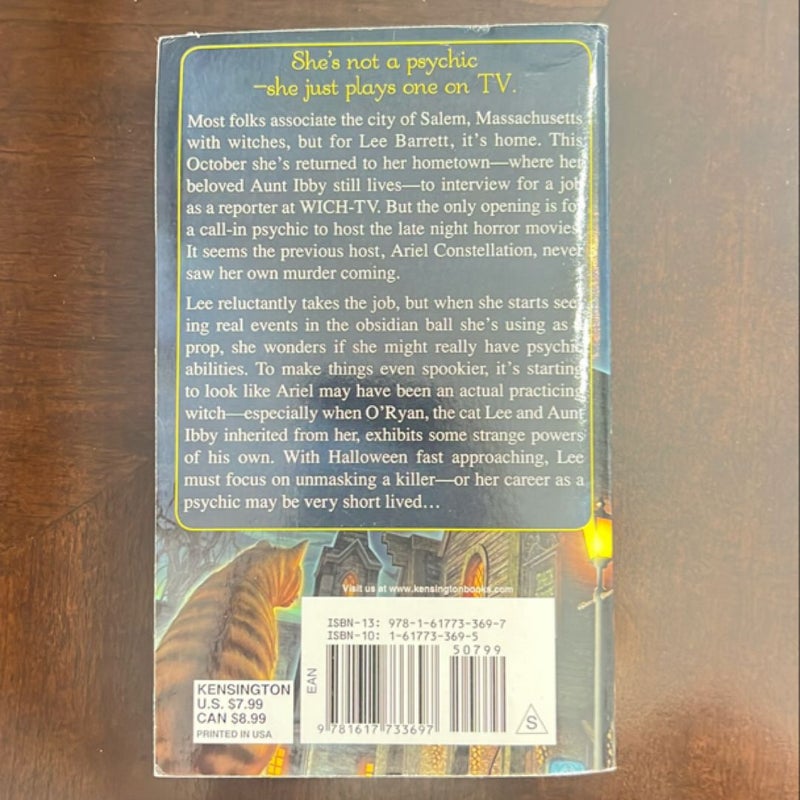 She's not a psychic
—she just plays one on TV.
Most folks associate the city of Salem, Massachusetts
with witches, but for Lee Barrett, it's home. This
October she's returned to her hometown—where her
beloved Aunt Ibby still lives—to interview for a job
as a reporter at WICH-TV. But the only opening is for
a call-in psychic to host the late night horror movies.
It seems the previous host, Ariel Constellation, never
saw her own murder coming.
Lee reluctantly takes the job, but when she starts see-
ing real events in the obsidian ball she's using as a
prop, she wonders if she might really have psychic
abilities. To make things even spookier, it's starting
to look like Ariel may have been an actual practicing
witch—especially when O'Ryan, the cat Lee and Aunt
Ibby inherited from her, exhibits some strange powers
of his own. With Halloween fast approaching, Lee
must focus on unmasking a killer—or her career as a
psychic may be very short lived…
Visit us at www.kensingtonbooks.com
ISBN-13: 978-1-61773-369-7
ISBN-10: 1-61773-369-5
50799
EAN
9 781617 733697
S
KENSINGTON
U.S. $7.99
CAN $8.99
PRINTED IN USA